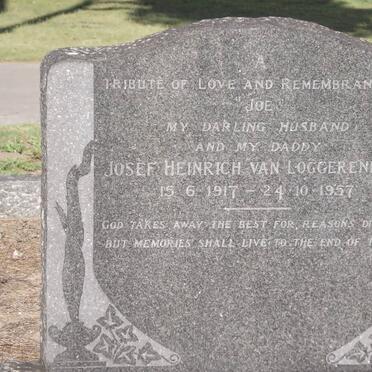 A
TRIBUTE OF LOVE AND REMEMBRAN
"JOE"
MY DARLING HUSBAND
AND MY DADDY
JOSEF HEINRICH VAN LOGGEREN
15·6·1917 – 24·10·1957
GOD TAKES AWAY THE BEST FOR REASONS D
BUT MEMORIES SHALL LIVE TO THE END OF